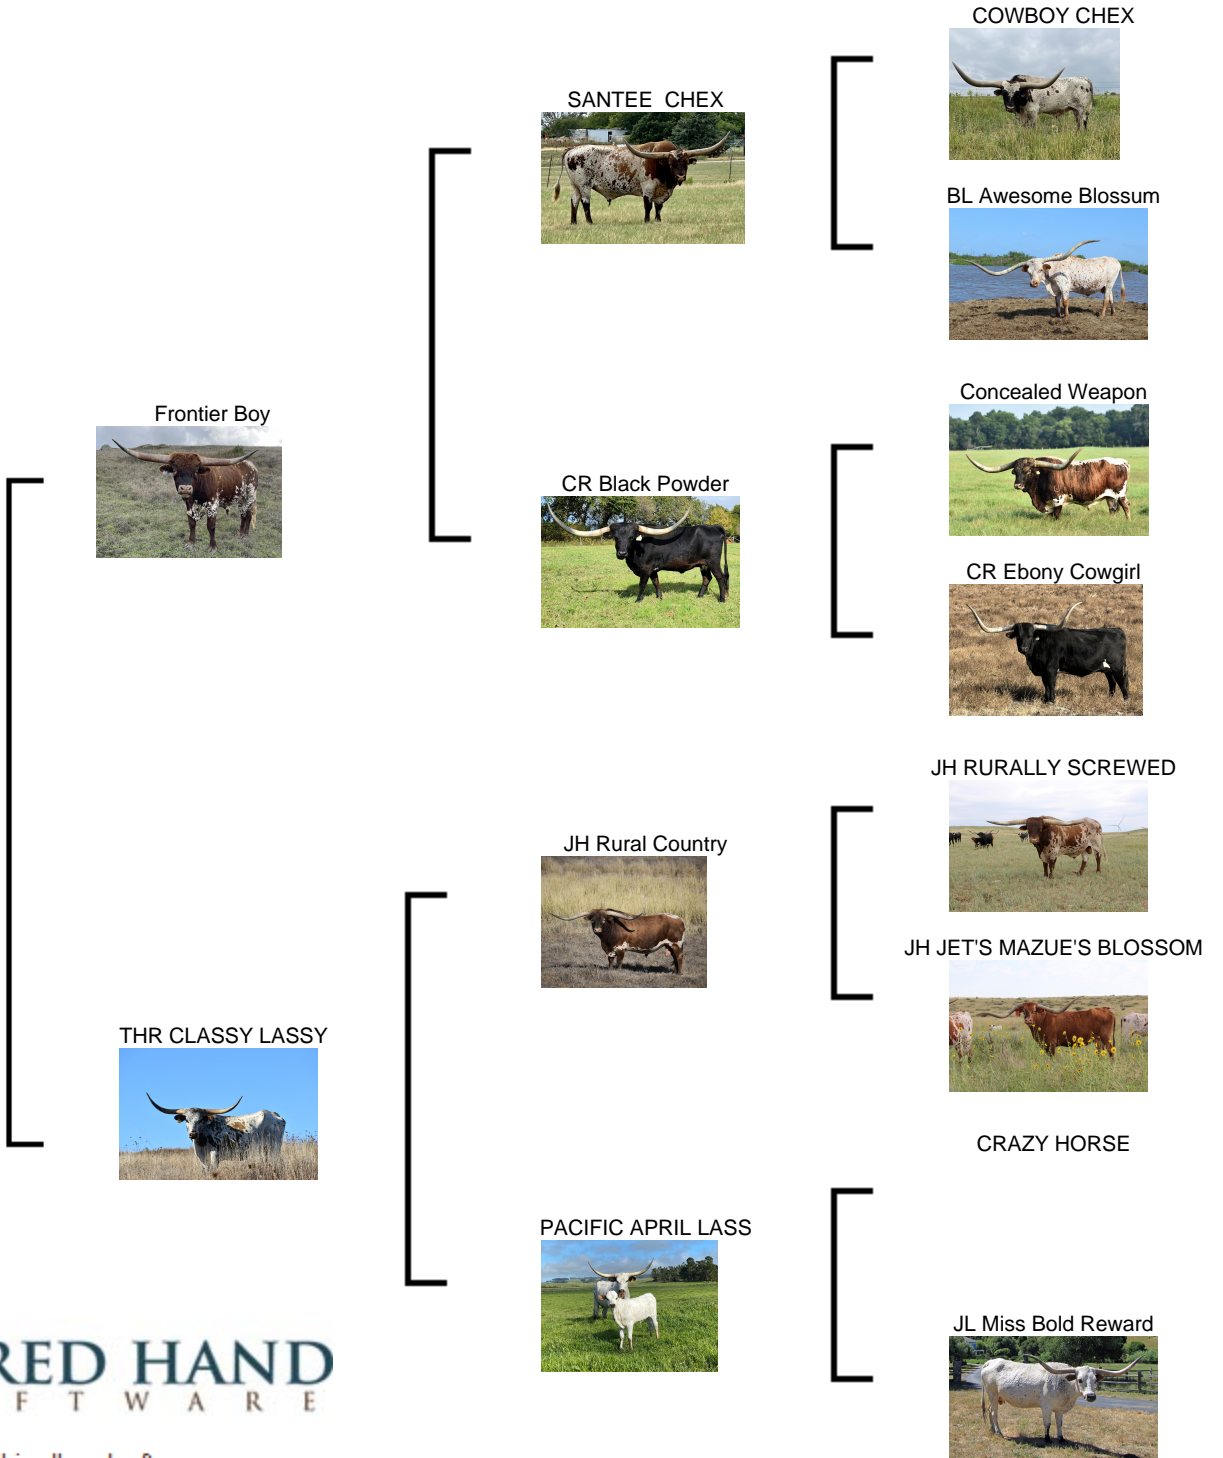 COWBOY CHEX
SANTEE CHEX
BL Awesome Blossum
Concealed Weapon
Frontier Boy
CR Black Powder
CR Ebony Cowgirl
JH RURALLY SCREWED
JH Rural Country
JH JET'S MAZUE'S BLOSSOM
THR CLASSY LASSY
CRAZY HORSE
PACIFIC APRIL LASS
JL Miss Bold Reward
RED HAND
F T W A R E